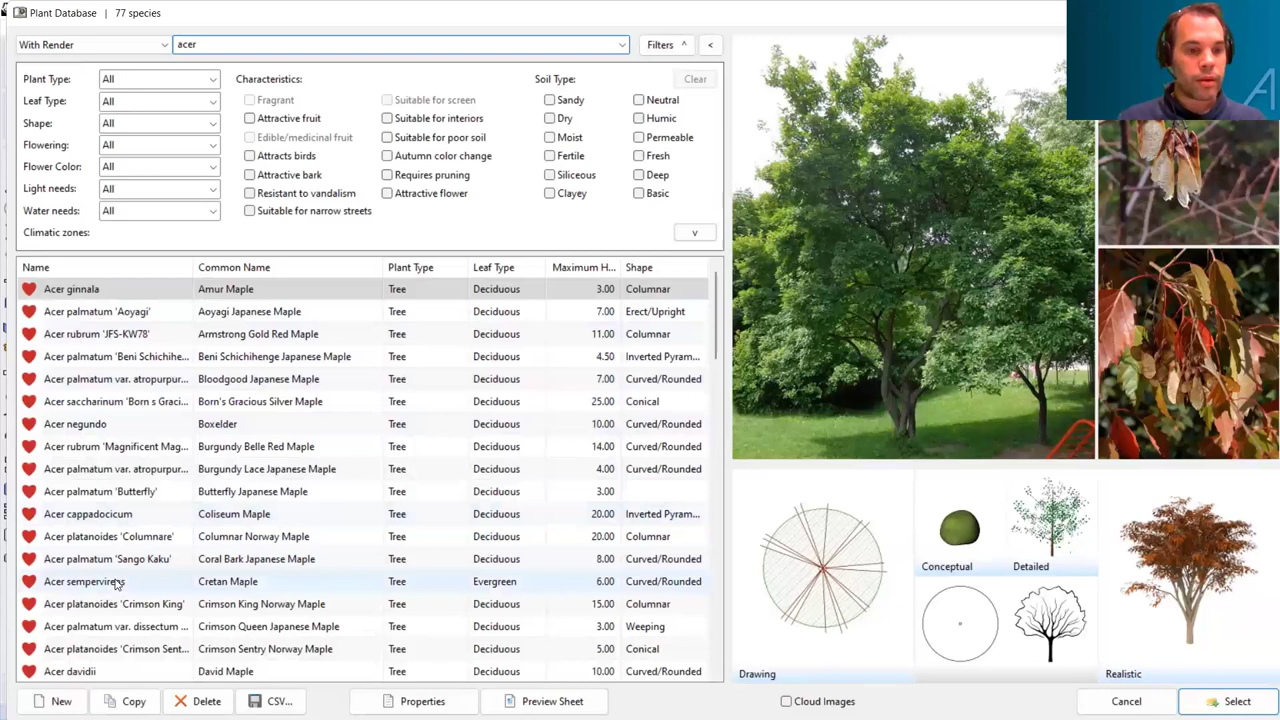 Plant Database | 77 species
With Render
acer
Filters ^
<
Plant Type: All
Leaf Type: All
Shape: All
Flowering: All
Flower Color: All
Light needs: All
Water needs: All
Climatic zones:
Characteristics:
Fragrant
Attractive fruit
Edible/medicinal fruit
Attracts birds
Attractive bark
Resistant to vandalism
Suitable for narrow streets
Suitable for screen
Suitable for interiors
Suitable for poor soil
Autumn color change
Requires pruning
Attractive flower
Soil Type:
Clear
Sandy
Dry
Moist
Fertile
Siliceous
Clayey
Neutral
Humic
Permeable
Fresh
Deep
Basic
v
Name Common Name Plant Type Leaf Type Maximum H... Shape
Acer ginnala Amur Maple Tree Deciduous 3.00 Columnar
Acer palmatum 'Aoyagi' Aoyagi Japanese Maple Tree Deciduous 7.00 Erect/Upright
Acer rubrum 'JFS-KW78' Armstrong Gold Red Maple Tree Deciduous 11.00 Columnar
Acer palmatum 'Beni Schichihe... Beni Schichihenge Japanese Maple Tree Deciduous 4.50 Inverted Pyram...
Acer palmatum var. atropurpur... Bloodgood Japanese Maple Tree Deciduous 7.00 Curved/Rounded
Acer saccharinum 'Born s Graci... Born's Gracious Silver Maple Tree Deciduous 25.00 Conical
Acer negundo Boxelder Tree Deciduous 10.00 Curved/Rounded
Acer rubrum 'Magnificent Mag... Burgundy Belle Red Maple Tree Deciduous 14.00 Curved/Rounded
Acer palmatum var. atropurpur... Burgundy Lace Japanese Maple Tree Deciduous 4.00 Curved/Rounded
Acer palmatum 'Butterfly' Butterfly Japanese Maple Tree Deciduous 3.00
Acer cappadocicum Coliseum Maple Tree Deciduous 20.00 Inverted Pyram...
Acer platanoides 'Columnare' Columnar Norway Maple Tree Deciduous 20.00 Columnar
Acer palmatum 'Sango Kaku' Coral Bark Japanese Maple Tree Deciduous 8.00 Curved/Rounded
Acer sempervirens Cretan Maple Tree Evergreen 6.00 Curved/Rounded
Acer platanoides 'Crimson King' Crimson King Norway Maple Tree Deciduous 15.00 Columnar
Acer palmatum var. dissectum ... Crimson Queen Japanese Maple Tree Deciduous 3.00 Weeping
Acer platanoides 'Crimson Sent... Crimson Sentry Norway Maple Tree Deciduous 5.00 Conical
Acer davidii David Maple Tree Deciduous 10.00 Curved/Rounded
Conceptual
Detailed
Drawing
Realistic
New
Copy
Delete
CSV...
Properties
Preview Sheet
Cloud Images
Cancel
Select